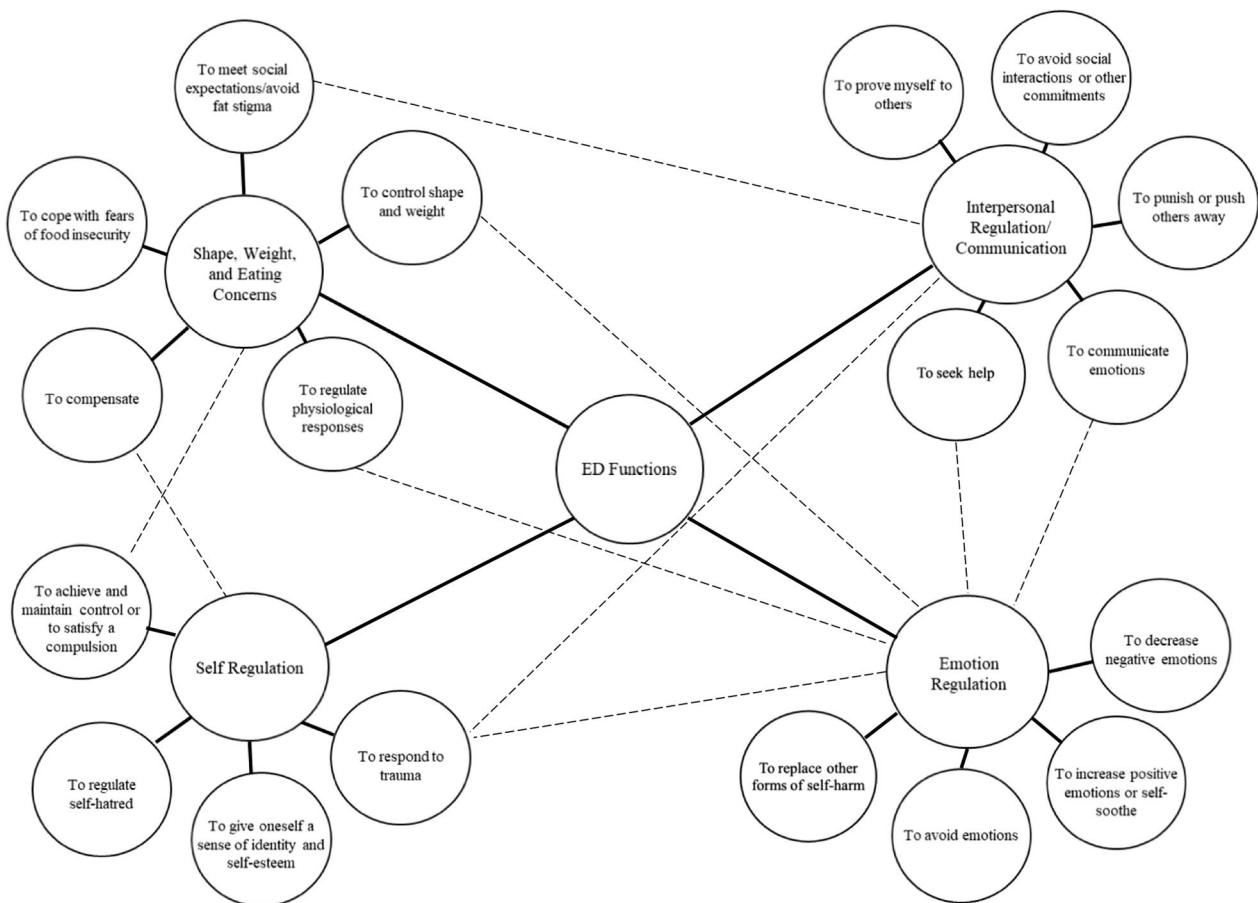 To meet social
expectations/avoid
fat stigma
To control shape
and weight
To cope with fears
of food insecurity
Shape, Weight,
and Eating
Concerns
To compensate
To regulate
physiological
responses
To prove myself to
others
To avoid social
interactions or other
commitments
Interpersonal
Regulation/
Communication
To punish or push
others away
To seek help
To communicate
emotions
ED Functions
To achieve and
maintain control or
to satisfy a
compulsion
Self Regulation
To regulate
self-hatred
To give oneself a
sense of identity and
self-esteem
To respond to
trauma
Emotion
Regulation
To decrease
negative emotions
To replace other
forms of self-harm
To avoid emotions
To increase positive
emotions or self-
soothe